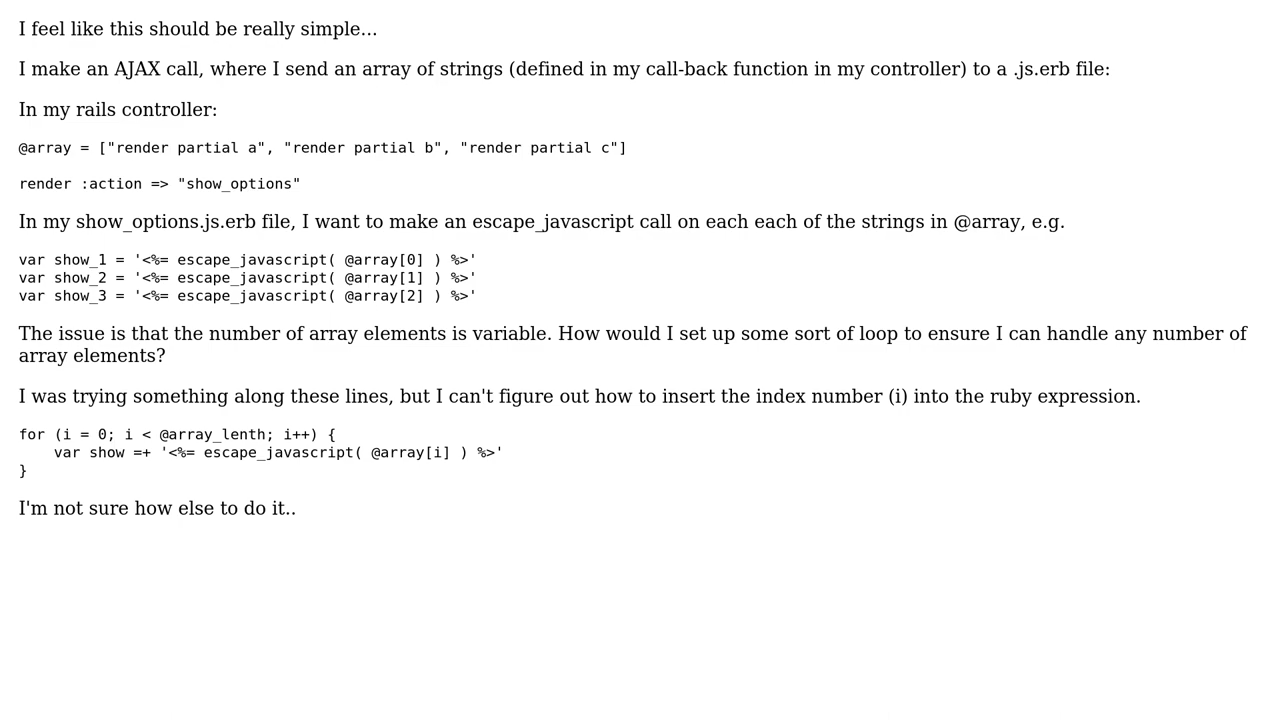 I feel like this should be really simple...
I make an AJAX call, where I send an array of strings (defined in my call-back function in my controller) to a .js.erb file:
In my rails controller:
@array = ["render partial a", "render partial b", "render partial c"]
render :action => "show_options"
In my show_options.js.erb file, I want to make an escape_javascript call on each each of the strings in @array, e.g.
var show_1 = '<%= escape_javascript( @array[0] ) %>'
var show_2 = '<%= escape_javascript( @array[1] ) %>'
var show_3 = '<%= escape_javascript( @array[2] ) %>'
The issue is that the number of array elements is variable. How would I set up some sort of loop to ensure I can handle any number of
array elements?
I was trying something along these lines, but I can't figure out how to insert the index number (i) into the ruby expression.
for (i = 0; i < @array_lenth; i++) {
    var show =+ '<%= escape_javascript( @array[i] ) %>'
}
I'm not sure how else to do it..